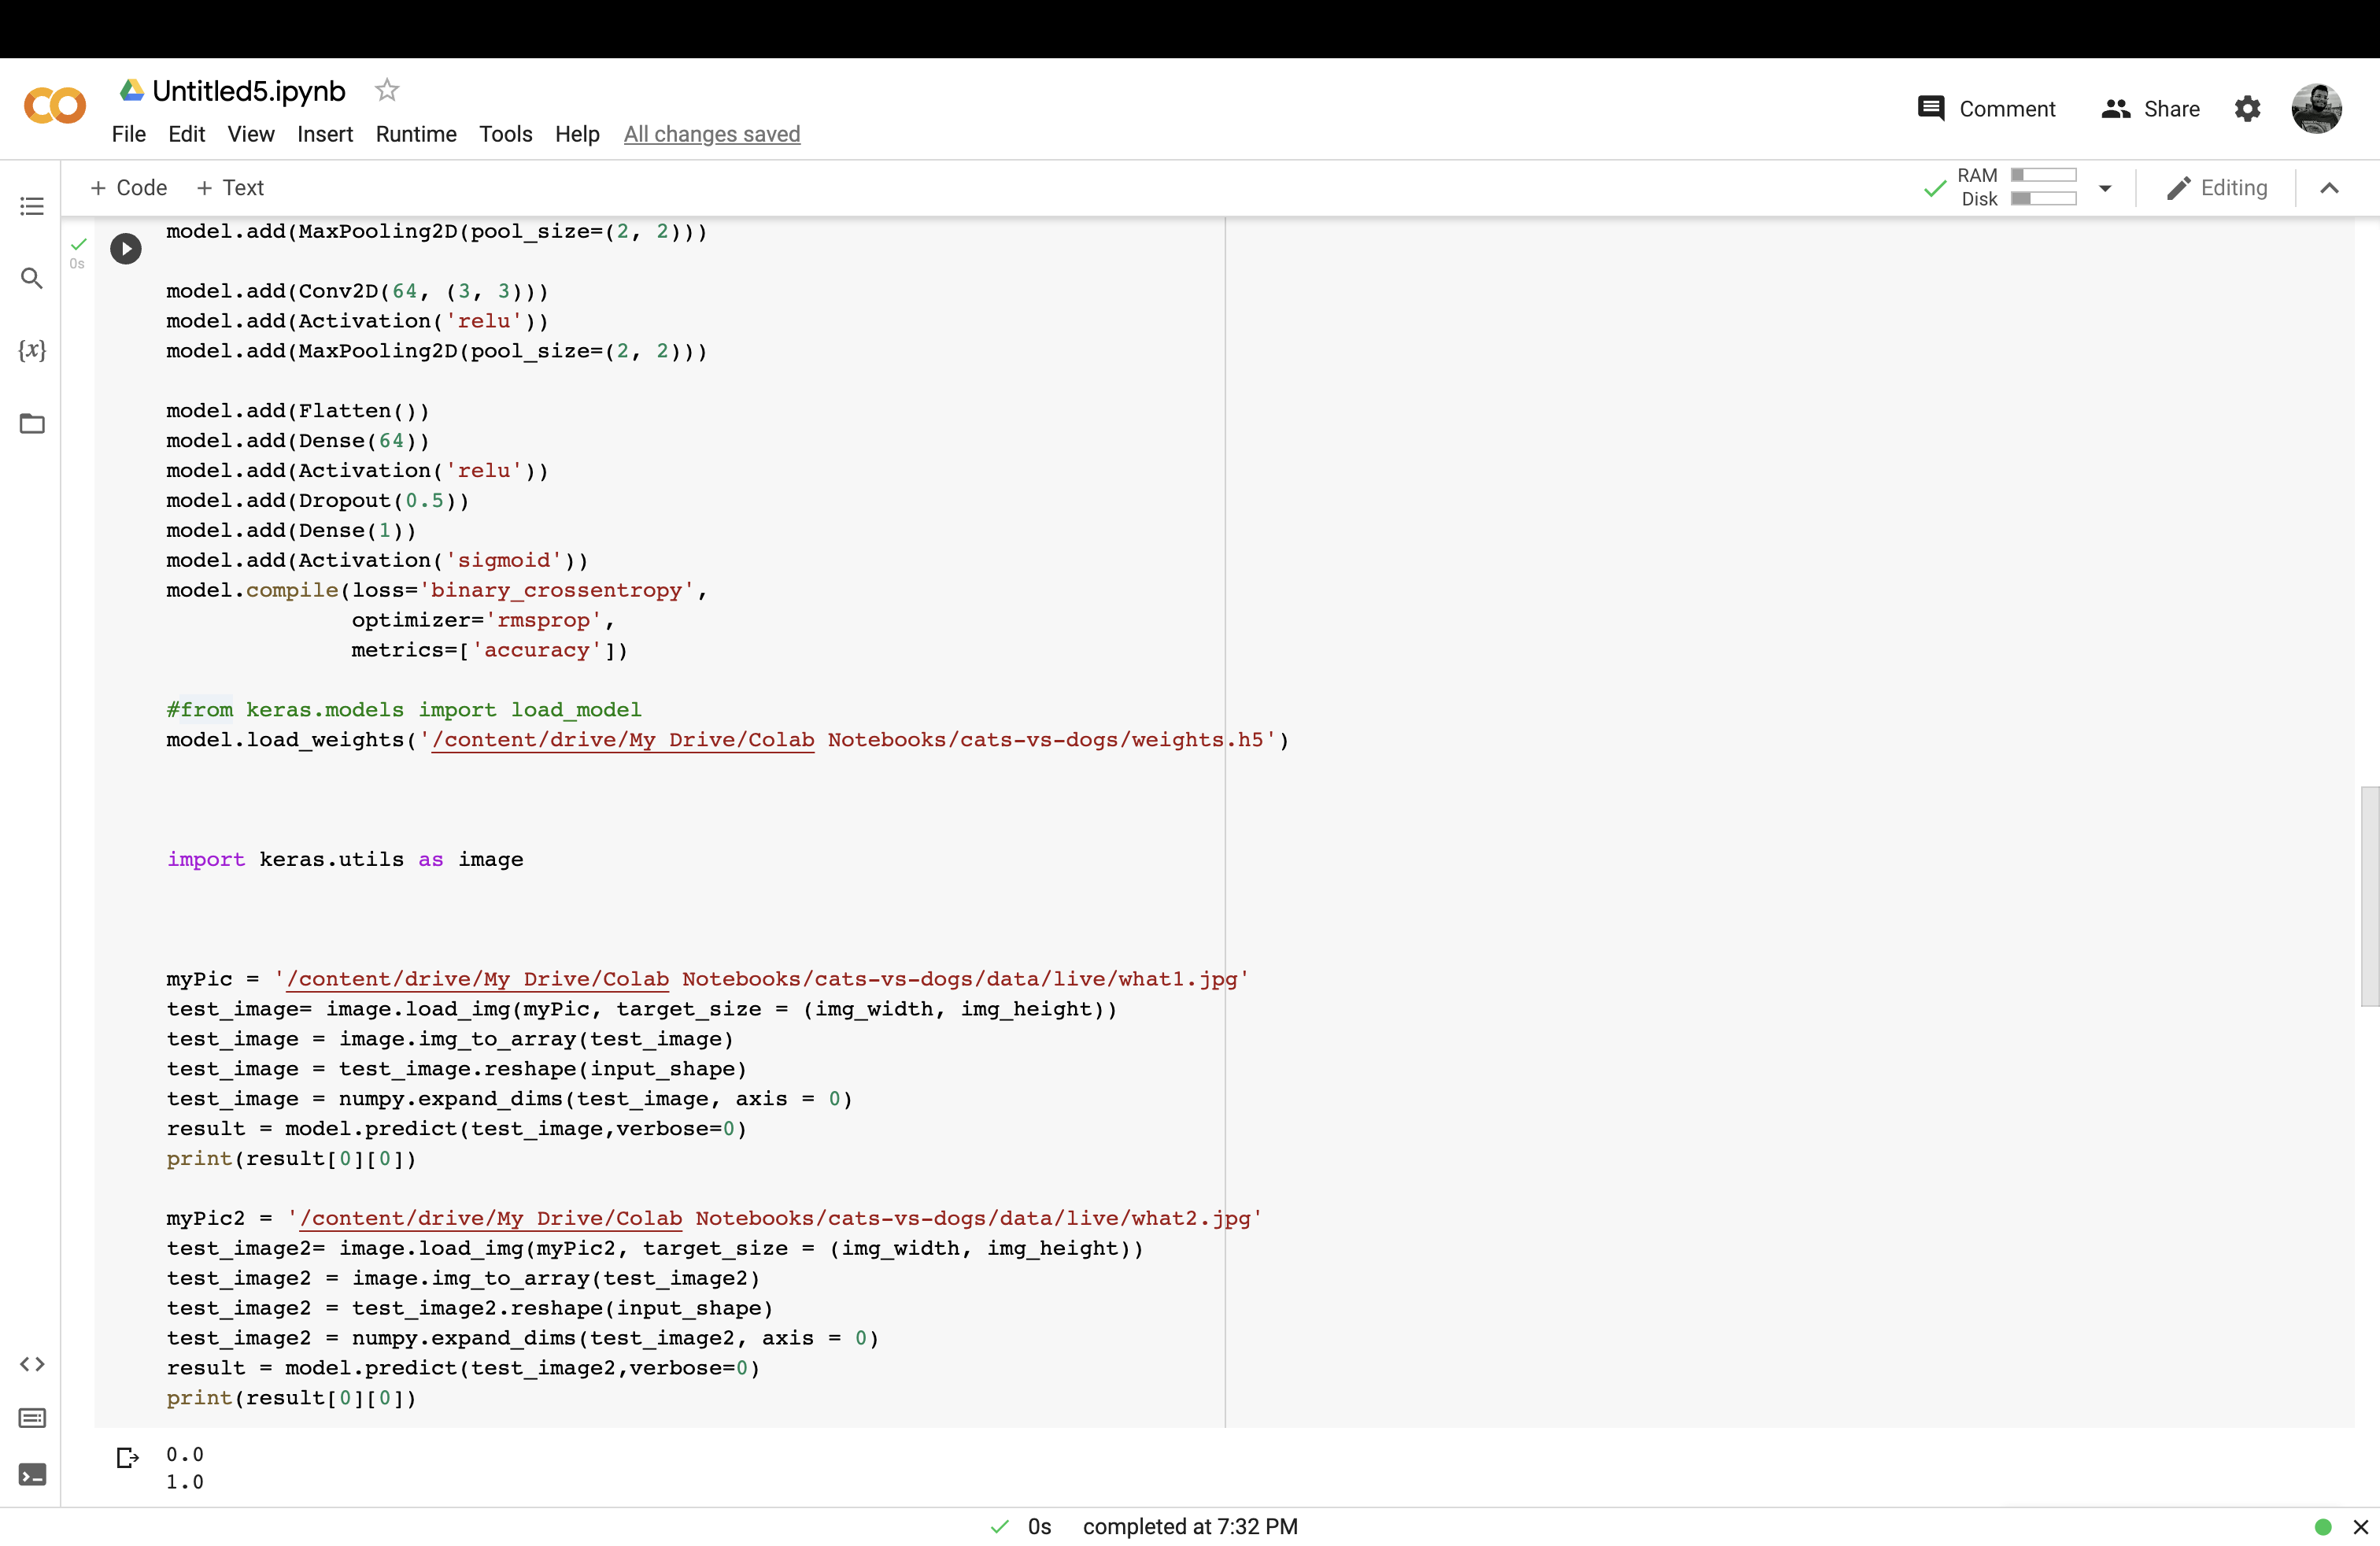 Untitled5.ipynb
File Edit View Insert Runtime Tools Help All changes saved
Comment Share
+ Code + Text
RAM
Disk
Editing
0s
model.add(MaxPooling2D(pool_size=(2, 2)))
model.add(Conv2D(64, (3, 3)))
model.add(Activation('relu'))
model.add(MaxPooling2D(pool_size=(2, 2)))
model.add(Flatten())
model.add(Dense(64))
model.add(Activation('relu'))
model.add(Dropout(0.5))
model.add(Dense(1))
model.add(Activation('sigmoid'))
model.compile(loss='binary_crossentropy',
optimizer='rmsprop',
metrics=['accuracy'])
#from keras.models import load_model
model.load_weights('/content/drive/My Drive/Colab Notebooks/cats-vs-dogs/weights.h5')
import keras.utils as image
myPic = '/content/drive/My Drive/Colab Notebooks/cats-vs-dogs/data/live/what1.jpg'
test_image= image.load_img(myPic, target_size = (img_width, img_height))
test_image = image.img_to_array(test_image)
test_image = test_image.reshape(input_shape)
test_image = numpy.expand_dims(test_image, axis = 0)
result = model.predict(test_image,verbose=0)
print(result[0][0])
myPic2 = '/content/drive/My Drive/Colab Notebooks/cats-vs-dogs/data/live/what2.jpg'
test_image2= image.load_img(myPic2, target_size = (img_width, img_height))
test_image2 = image.img_to_array(test_image2)
test_image2 = test_image2.reshape(input_shape)
test_image2 = numpy.expand_dims(test_image2, axis = 0)
result = model.predict(test_image2,verbose=0)
print(result[0][0])
0.0
1.0
0s completed at 7:32 PM